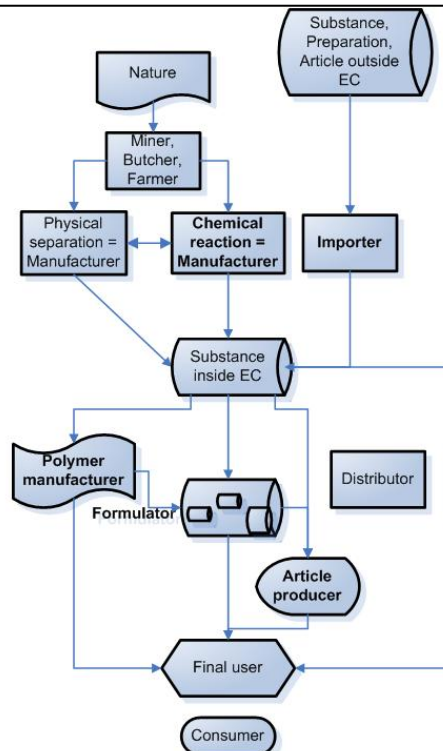 Substance,
Preparation,
Article outside
EC
Nature
Miner,
Butcher,
Farmer
Physical
separation =
Manufacturer
Chemical
reaction =
Manufacturer
Importer
Substance
inside EC
Polymer
manufacturer
Distributor
Formulator
Article
producer
Final user
Consumer